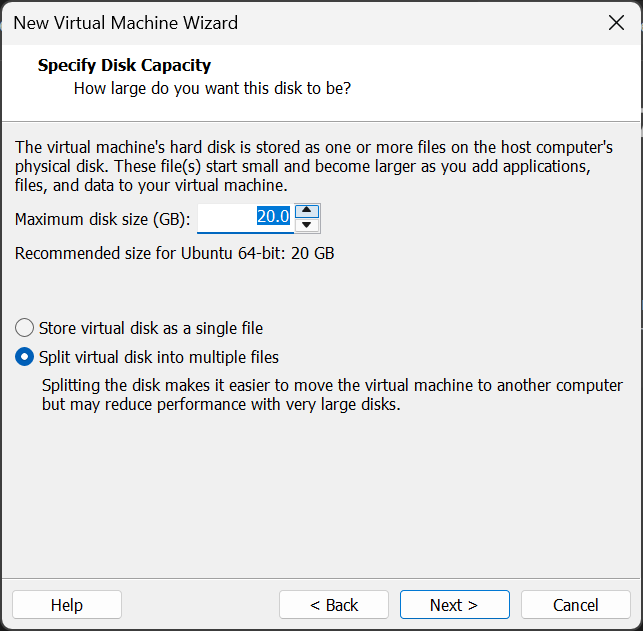 New Virtual Machine Wizard
Specify Disk Capacity
How large do you want this disk to be?
The virtual machine's hard disk is stored as one or more files on the host computer's
physical disk. These file(s) start small and become larger as you add applications,
files, and data to your virtual machine.
Maximum disk size (GB): 20.0
Recommended size for Ubuntu 64-bit: 20 GB
Store virtual disk as a single file
Split virtual disk into multiple files
Splitting the disk makes it easier to move the virtual machine to another computer
but may reduce performance with very large disks.
Help < Back Next > Cancel